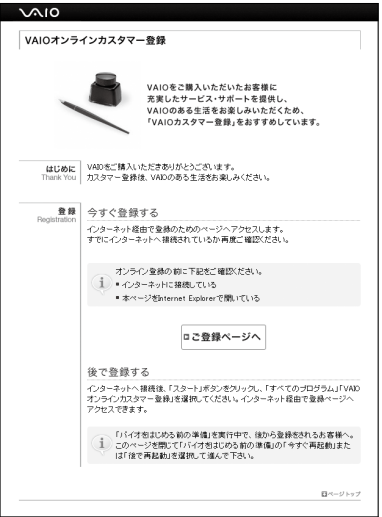 VAIO
VAIOオンラインカスタマー登録
VAIOをご購入いただいたお客様に
充実したサービス・サポートを提供し、
VAIOのある生活をお楽しみいただくため、
「VAIOカスタマー登録」をおすすめしています。
はじめに
Thank You
VAIOをご購入いただきありがとうございます。
カスタマー登録後、VAIOのある生活をお楽しみください。
登録
Registration
今すぐ登録する
インターネット経由で登録のためのページへアクセスします。
すでにインターネットへ接続されているか再度ご確認ください。
オンライン登録の前に下記をご確認ください。
▪ インターネットに接続している
▪ 本ページをInternet Explorerで開いている
ご登録ページへ
後で登録する
インターネットへ接続後、「スタート」ボタンをクリックし、「すべてのプログラム」「VAIO
オンラインカスタマー登録」を選択してください。インターネット経由で登録ページへ
アクセスできます。
「バイオをはじめる前の準備」を実行中で、後から登録をされるお客様へ。
このページを閉じて「バイオをはじめる前の準備」の「今すぐ再起動」また
は「後で再起動」を選択して進んで下さい。
ページトップ